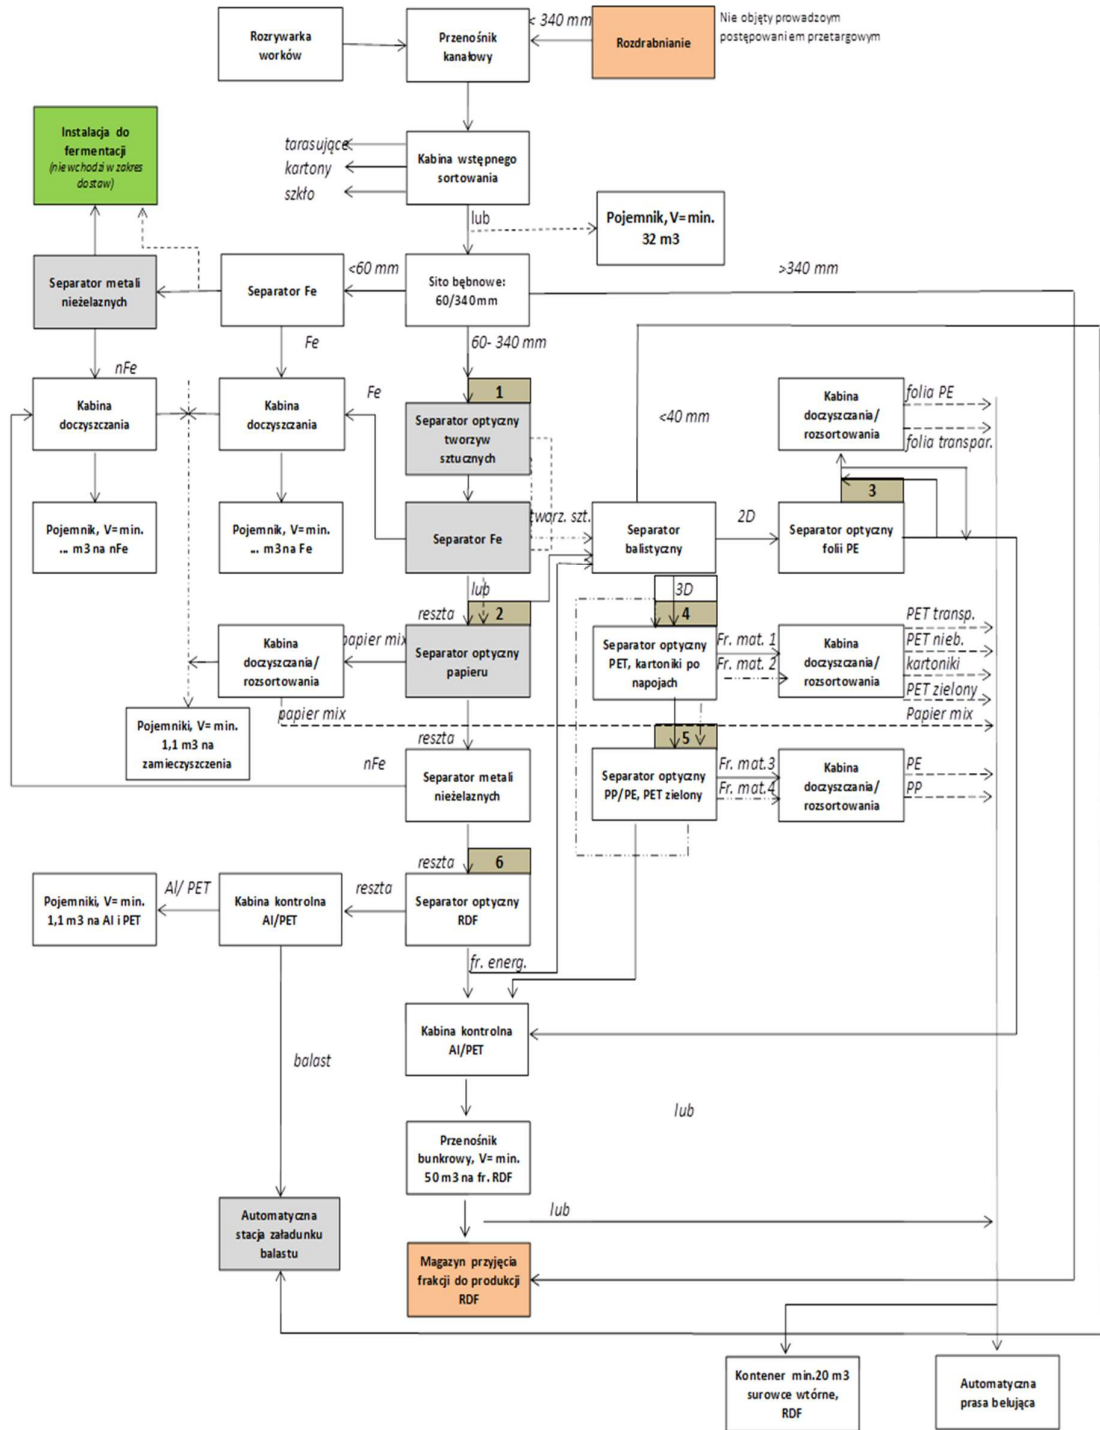 Rozrywarka
worków
Przenośnik
kanałowy
< 340 mm
Rozdrabnianie
Nie objęty prowadzoym
postępowaniem przetargowym
Instalacja do
fermentacji
(nie wchodzi w zakres
dostaw)
tarasujące
kartony
szkło
Kabina wstępnego
sortowania
lub
Pojemnik, V= min.
32 m3
Separator metali
nieżelaznych
Separator Fe
<60 mm
Sito bębnowe:
60/340mm
>340 mm
nFe
Fe
60- 340 mm
Kabina
doczyszczania
Kabina
doczyszczania
Fe
1
Separator optyczny
tworzyw
sztucznych
<40 mm
Kabina
doczyszczania/
rozsortowania
folia PE
folia transpar.
Pojemnik, V= min.
... m3 na nFe
Pojemnik, V= min.
... m3 na Fe
Separator Fe
tworz. szt.
Separator
balistyczny
2D
3
Separator optyczny
folii PE
lub
reszta
2
3D
4
Kabina
doczyszczania/
rozsortowania
papier mix
Separator optyczny
papieru
Separator optyczny
PET, kartoniki po
napojach
Fr. mat. 1
Fr. mat. 2
Kabina
doczyszczania/
rozsortowania
PET transp.
PET nieb.
kartoniki
PET zielony
Papier mix
papier mix
Pojemniki, V= min.
1,1 m3 na
zamieczyszczenia
reszta
5
nFe
Separator metali
nieżelaznych
Separator optyczny
PP/PE, PET zielony
Fr. mat.3
Fr. mat.4
Kabina
doczyszczania/
rozsortowania
PE
PP
reszta
6
Pojemniki, V= min.
1,1 m3 na Al i PET
Al/ PET
Kabina kontrolna
Al/PET
reszta
Separator optyczny
RDF
fr. energ.
Kabina kontrolna
Al/PET
balast
lub
Przenośnik
bunkrowy, V= min.
50 m3 na fr. RDF
Automatyczna
stacja załadunku
balastu
lub
Magazyn przyjęcia
frakcji do produkcji
RDF
Kontener min.20 m3
surowce wtórne,
RDF
Automatyczna
prasa belująca